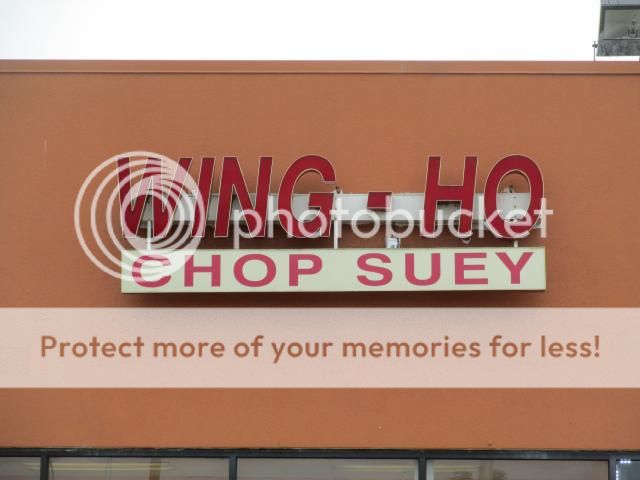 WING - HO
photobucket
CHOP SUEY
Protect more of your memories for less!